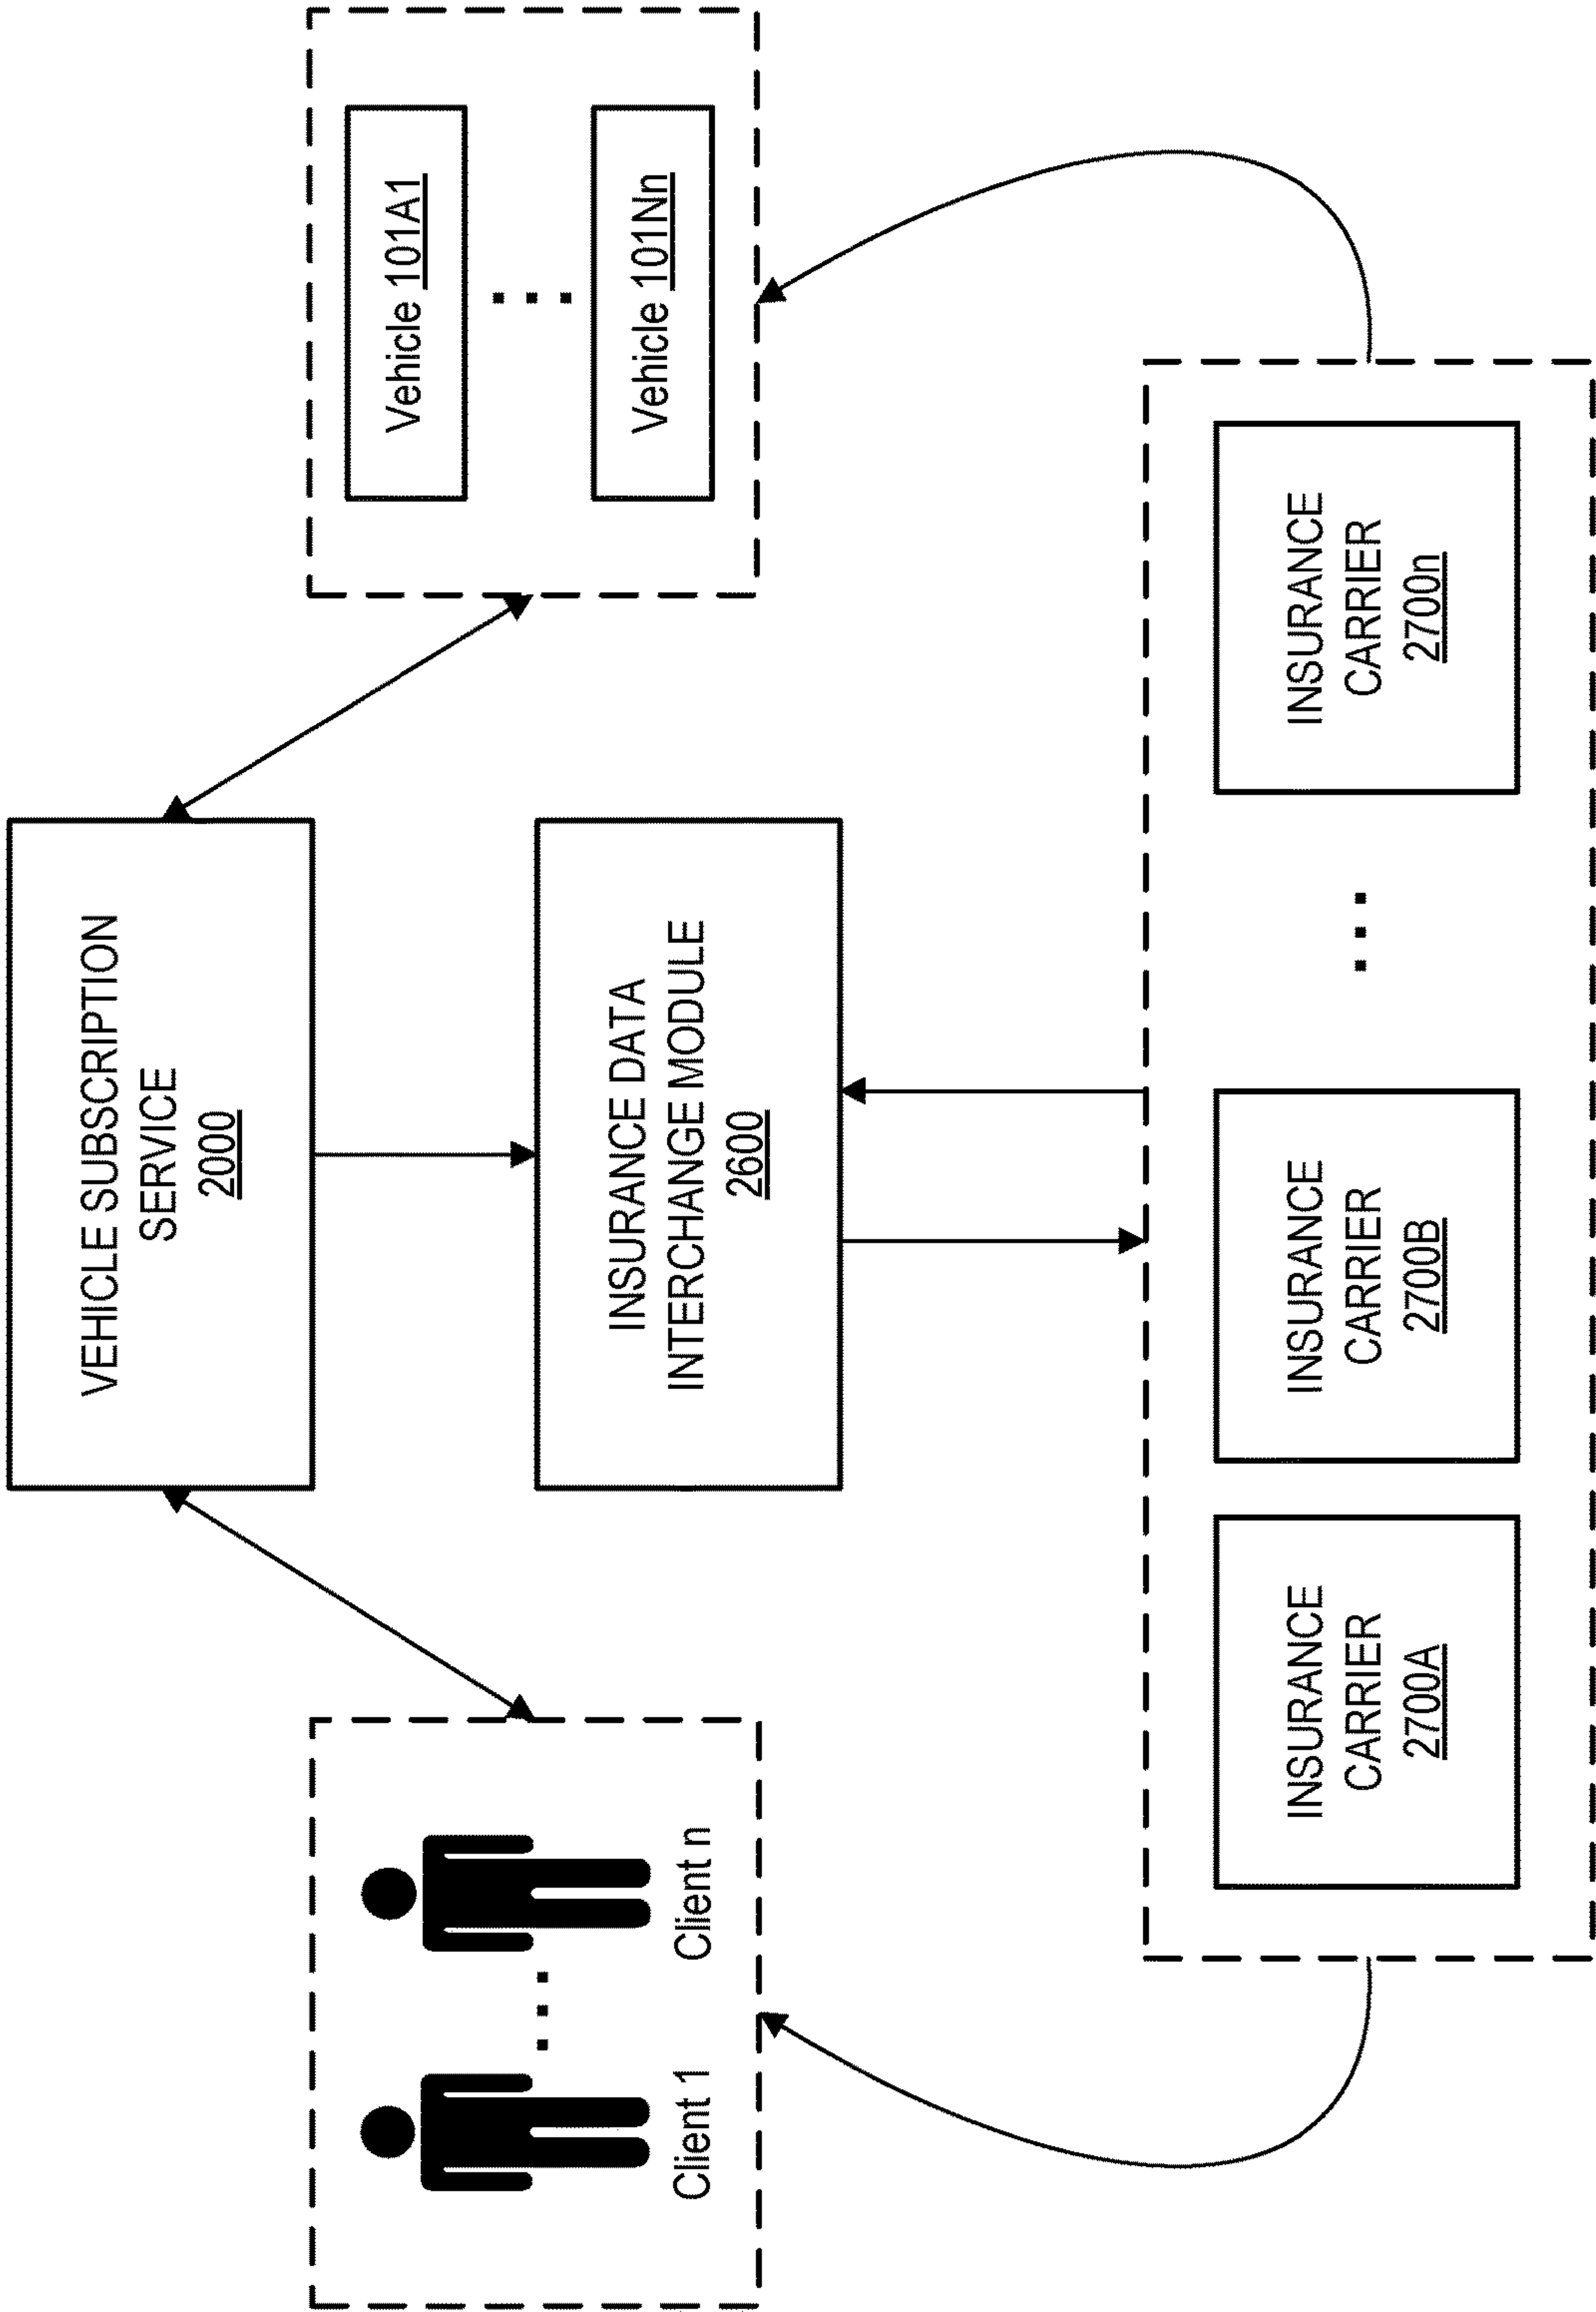 VEHICLE SUBSCRIPTION
SERVICE
2000
Client 1
Client n
INSURANCE DATA
INTERCHANGE MODULE
2600
Vehicle 101A1
Vehicle 101Nn
INSURANCE
CARRIER
2700A
INSURANCE
CARRIER
2700B
INSURANCE
CARRIER
2700n